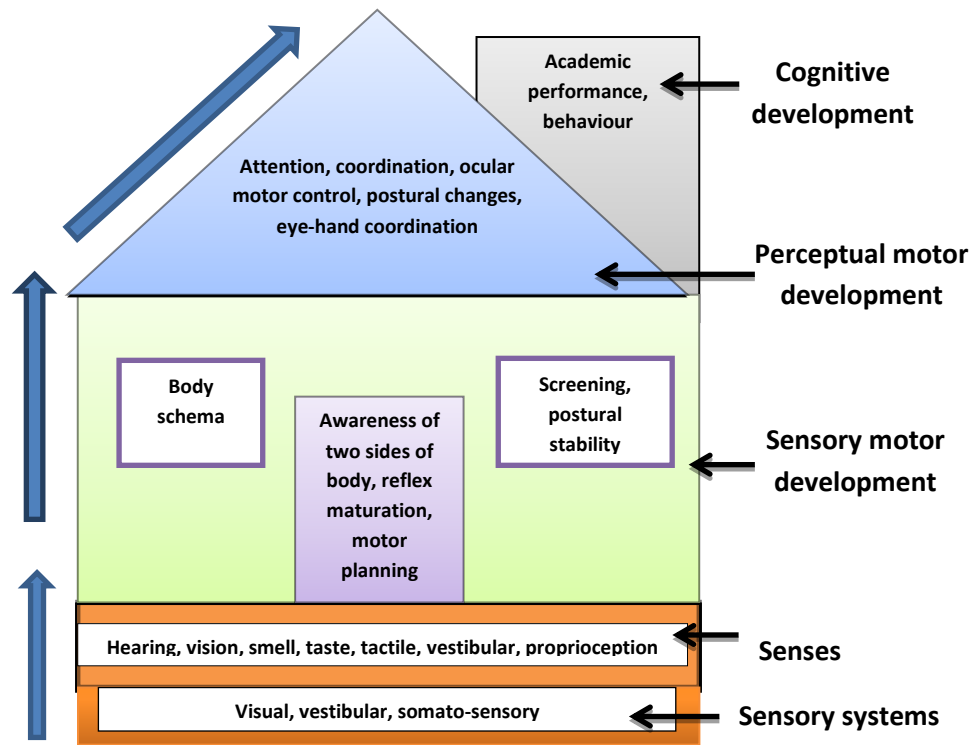 Academic
performance,
behaviour
Cognitive
development
Attention, coordination, ocular
motor control, postural changes,
eye-hand coordination
Perceptual motor
development
Body
schema
Screening,
postural
stability
Awareness of
two sides of
body, reflex
maturation,
motor
planning
Sensory motor
development
Hearing, vision, smell, taste, tactile, vestibular, proprioception
Senses
Visual, vestibular, somato-sensory
Sensory systems